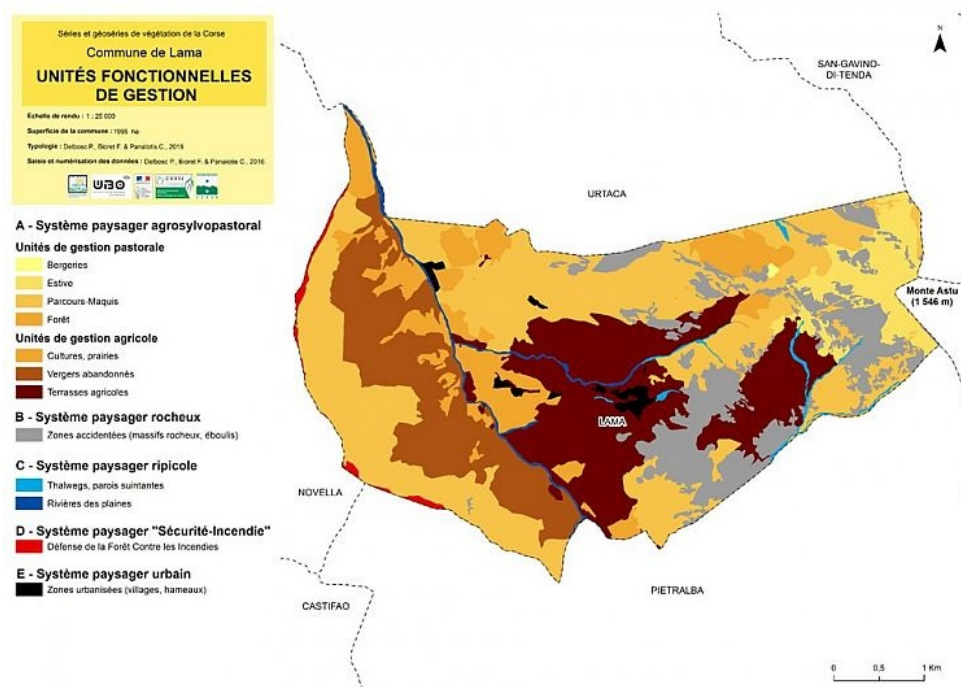 Séries et géoséries de végétation de la Corse
Commune de Lama
UNITÉS FONCTIONNELLES
DE GESTION
Échelle de rendu : 1 : 25 000
Superficie de la commune : 1995 ha
Typologie : Delbosc P., Bioret F. & Panaïotis C., 2015
Saisie et numérisation des données : Delbosc P., Bioret F. & Panaïotis C., 2016
UBO
A - Système paysager agrosylvopastoral
Unités de gestion pastorale
Bergeries
Estive
Parcours-Maquis
Forêt
Unités de gestion agricole
Cultures, prairies
Vergers abandonnés
Terrasses agricoles
B - Système paysager rocheux
Zones accidentées (massifs rocheux, éboulis)
C - Système paysager ripicole
Thalwegs, parois suintantes
Rivières des plaines
D - Système paysager "Sécurité-Incendie"
Défense de la Forêt Contre les Incendies
E - Système paysager urbain
Zones urbanisées (villages, hameaux)
N
SAN-GAVINO-
DI-TENDA
URTACA
Monte Astu
(1 546 m)
LAMA
NOVELLA
PIETRALBA
CASTIFAO
0 0,5 1 Km